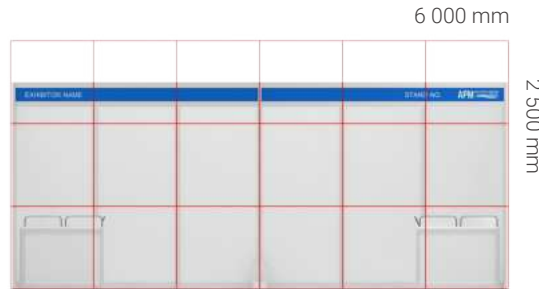 6 000 mm
EXHIBITOR NAME
STAND NO.
AFM
2 500 mm